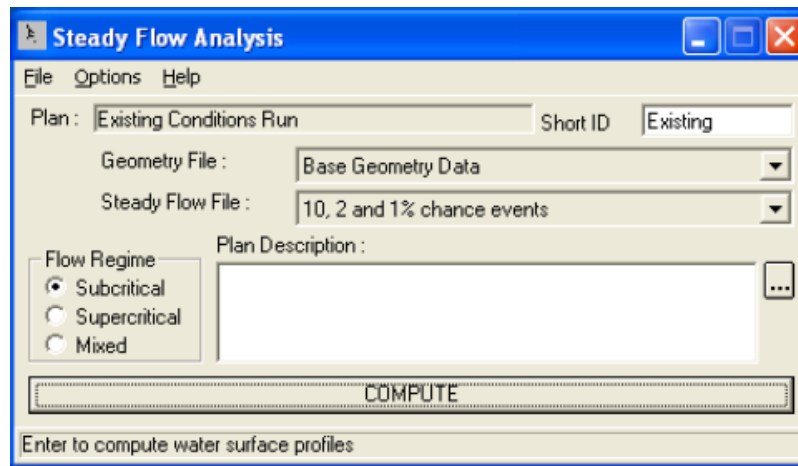 Steady Flow Analysis
File Options Help
Plan : Existing Conditions Run Short ID Existing
Geometry File : Base Geometry Data
Steady Flow File : 10, 2 and 1% chance events
Flow Regime
Subcritical
Supercritical
Mixed
Plan Description :
...
COMPUTE
Enter to compute water surface profiles